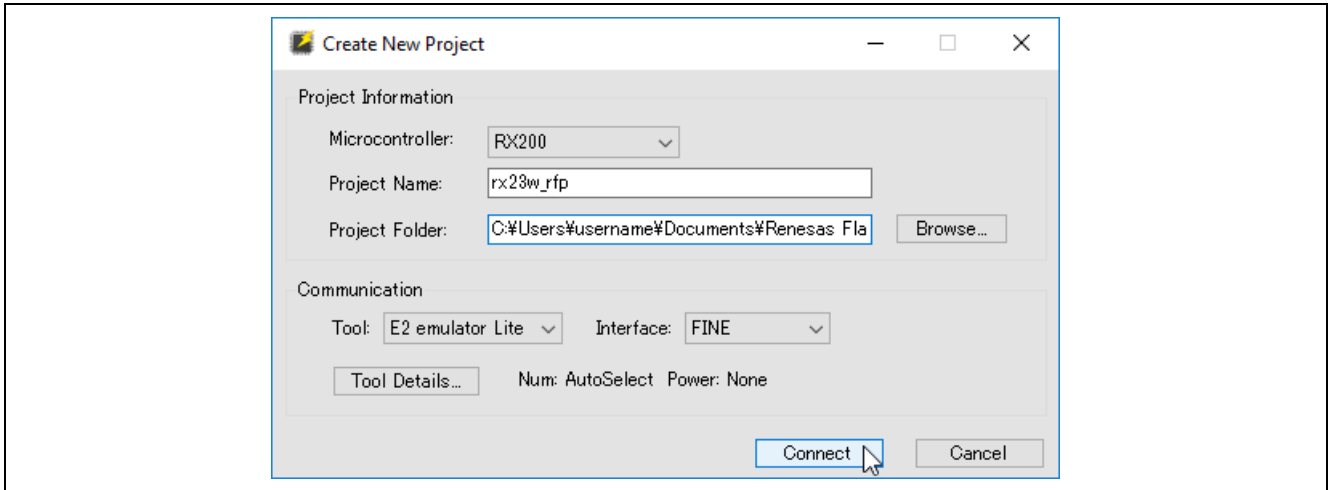 Create New Project
Project Information
Microcontroller: RX200
Project Name: rx23w_rfp
Project Folder: C:¥Users¥username¥Documents¥Renesas Fla Browse...
Communication
Tool: E2 emulator Lite Interface: FINE
Tool Details... Num: AutoSelect Power: None
Connect Cancel